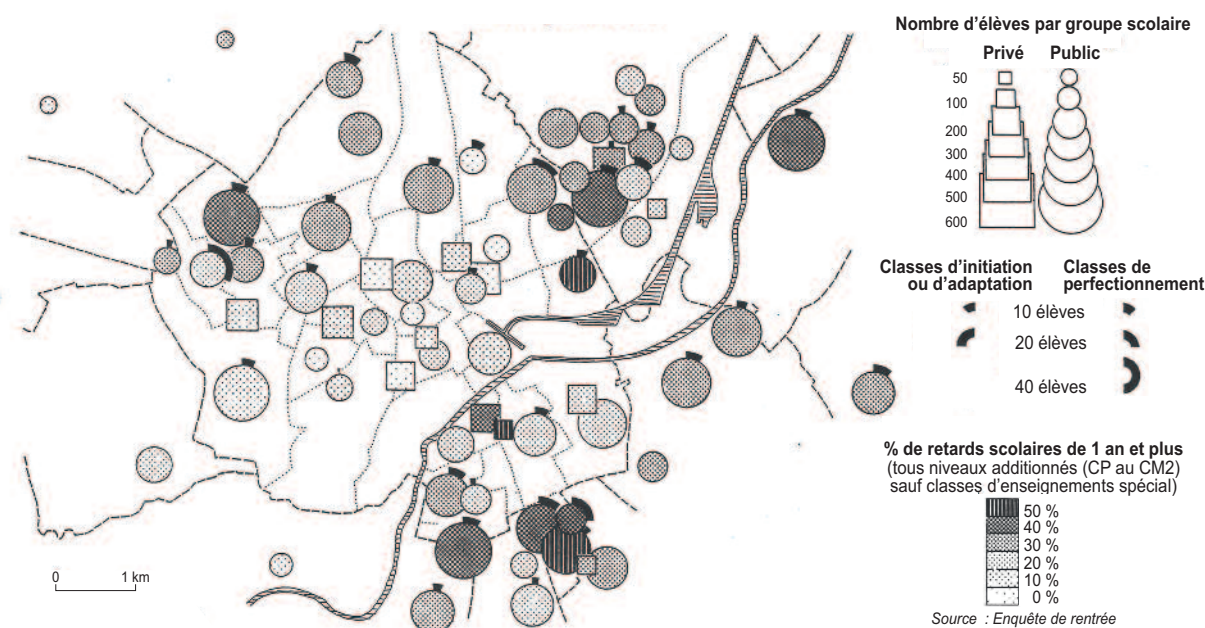 Nombre d'élèves par groupe scolaire
Privé Public
50
100
200
300
400
500
600
Classes d'initiation ou d'adaptation
Classes de perfectionnement
10 élèves
20 élèves
40 élèves
% de retards scolaires de 1 an et plus
(tous niveaux additionnés (CP au CM2)
sauf classes d'enseignements spécial)
50 %
40 %
30 %
20 %
10 %
0 %
Source : Enquête de rentrée
0 1 km